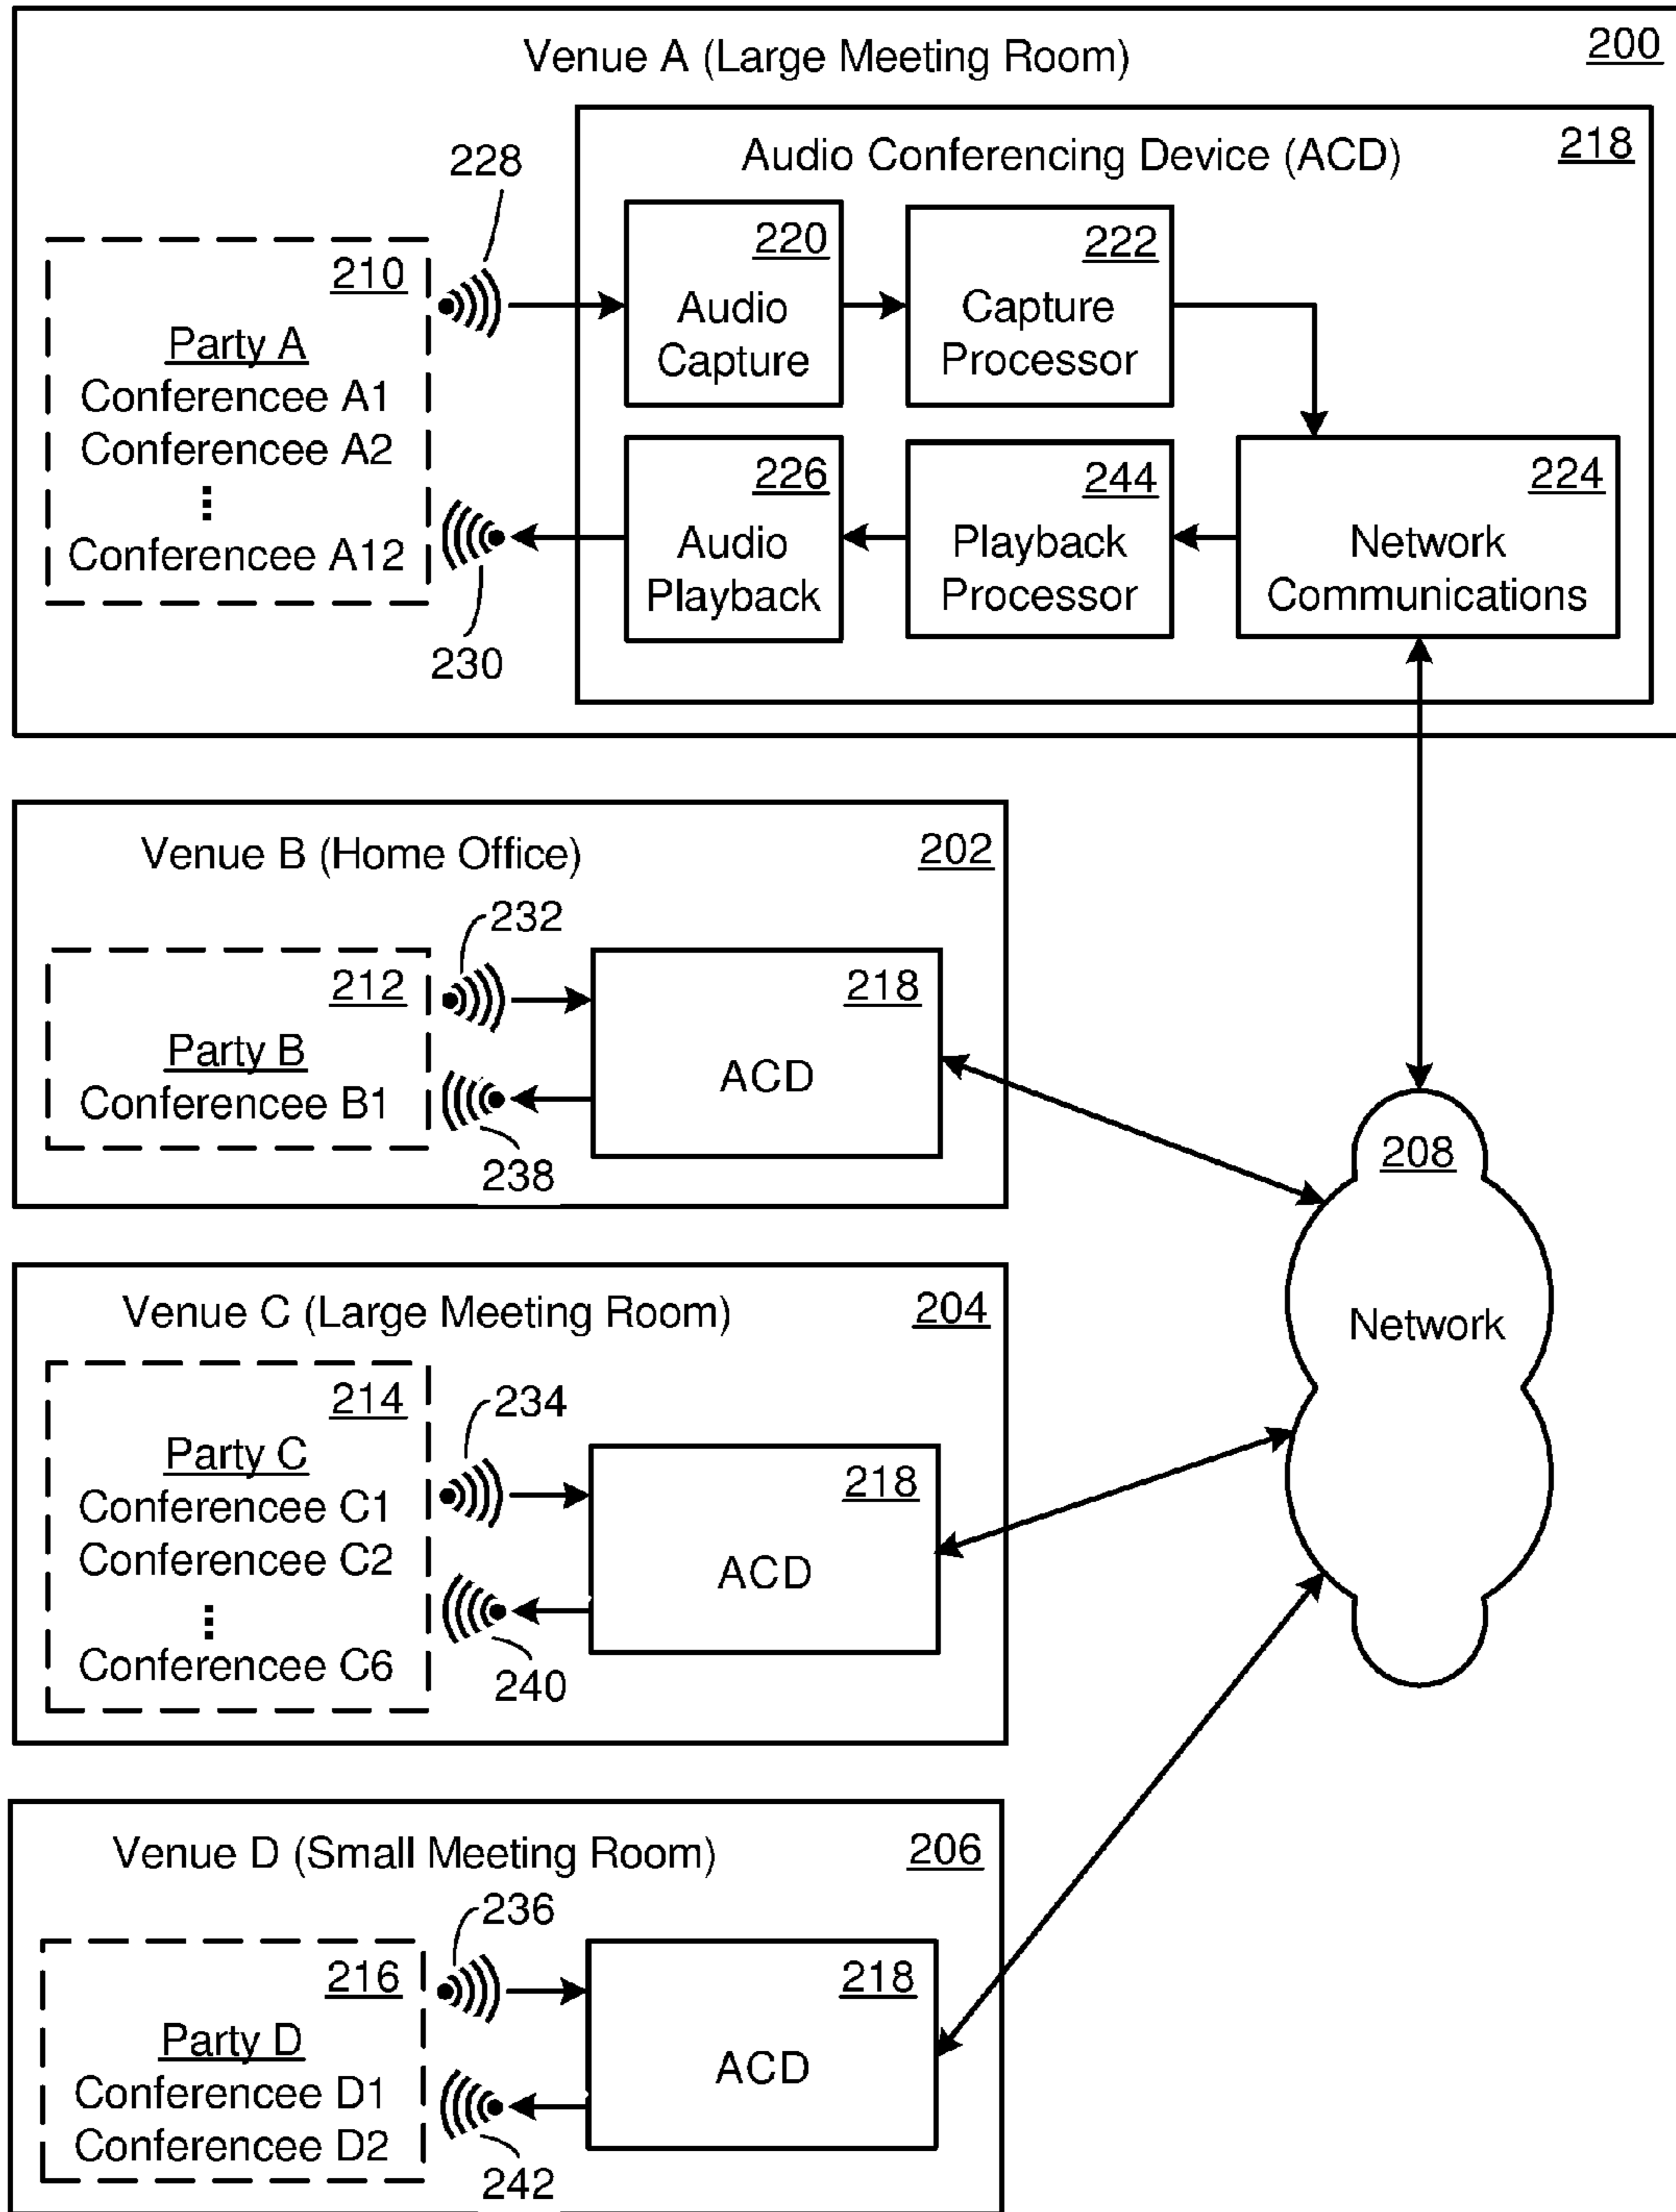 Venue A (Large Meeting Room)
200
Audio Conferencing Device (ACD)
218
228
210
Party A
Conferencee A1
Conferencee A2
⋮
Conferencee A12
230
220
Audio
Capture
222
Capture
Processor
226
Audio
Playback
244
Playback
Processor
224
Network
Communications
Venue B (Home Office)
202
232
212
Party B
Conferencee B1
238
218
ACD
208
Network
Venue C (Large Meeting Room)
204
214
Party C
Conferencee C1
Conferencee C2
⋮
Conferencee C6
234
240
218
ACD
Venue D (Small Meeting Room)
206
236
216
Party D
Conferencee D1
Conferencee D2
242
218
ACD